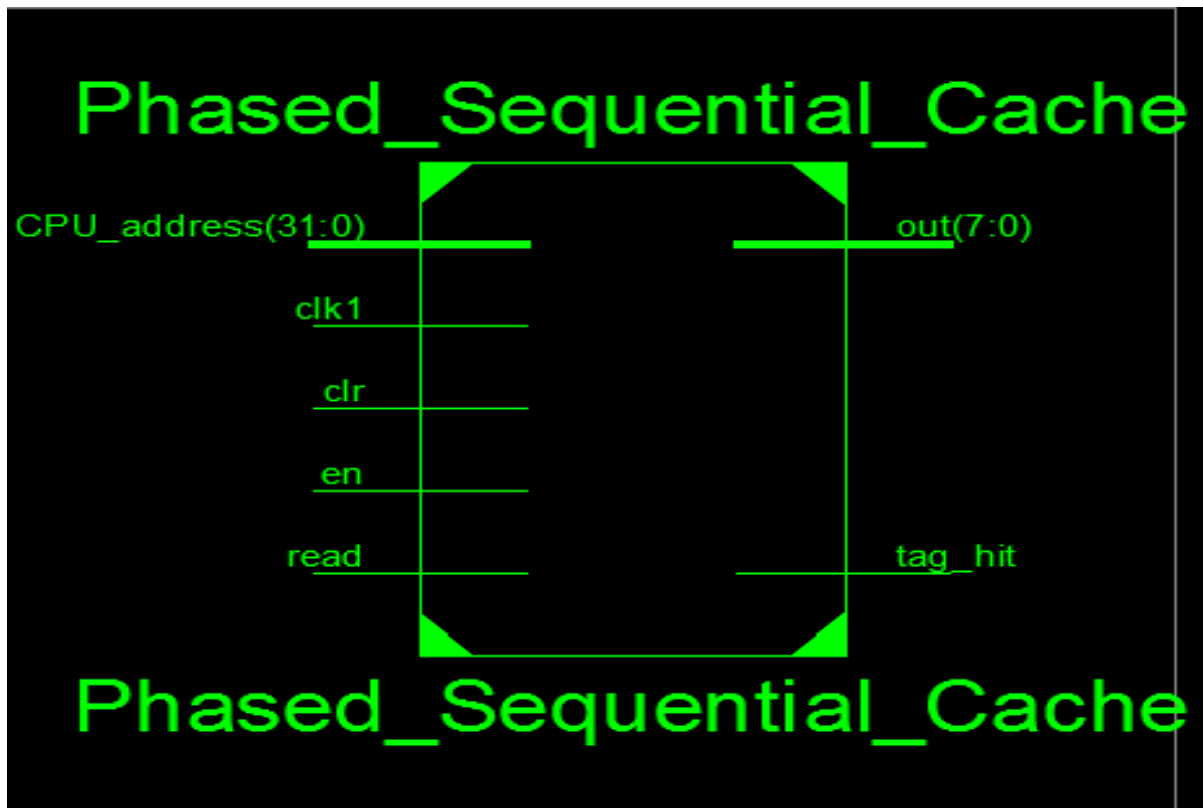 Phased_Sequential_Cache
CPU_address(31:0)
out(7:0)
clk1
clr
en
read
tag_hit
Phased_Sequential_Cache